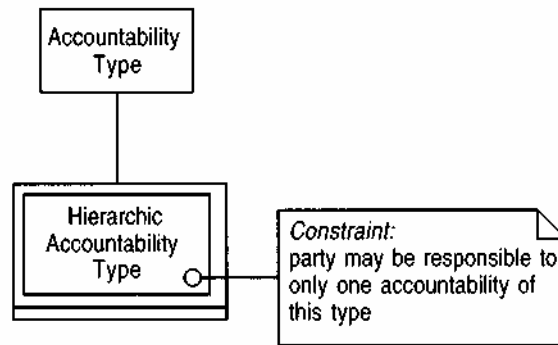 Accountability
Type
Hierarchic
Accountability
Type
Constraint:
party may be responsible to
only one accountability of
this type